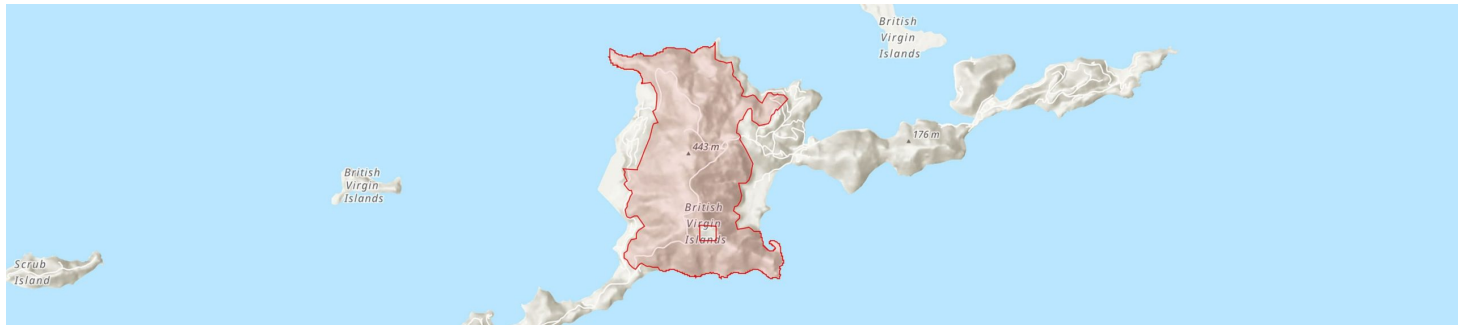 British
Virgin
Islands
176 m
443 m
British
Virgin
Islands
British
Virgin
Islands
Scrub
Island